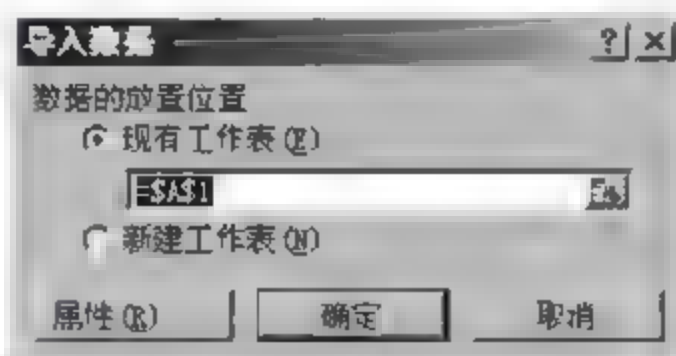 导入数据
数据的放置位置
现有工作表(E)
=$A$1
新建工作表(N)
属性(R) 确定 取消